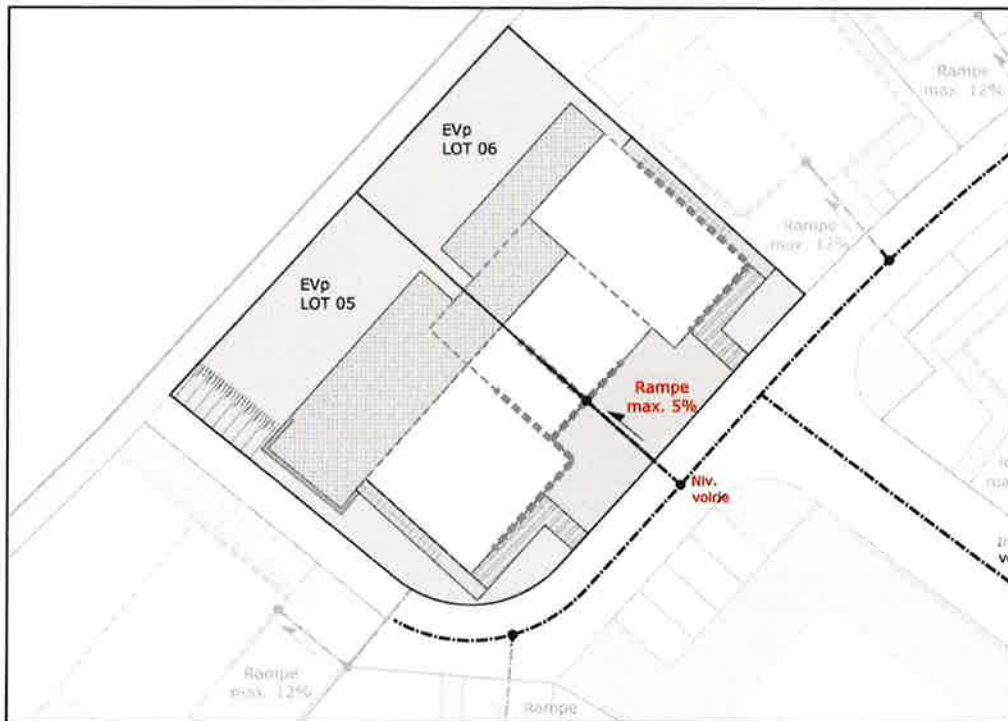 Rampe
max. 12%
EVp
LOT 06
Rampe
max. 12%
EVp
LOT 05
Rampe
max. 5%
Niv.
voirie
Rampe
max. 12%
Rampe